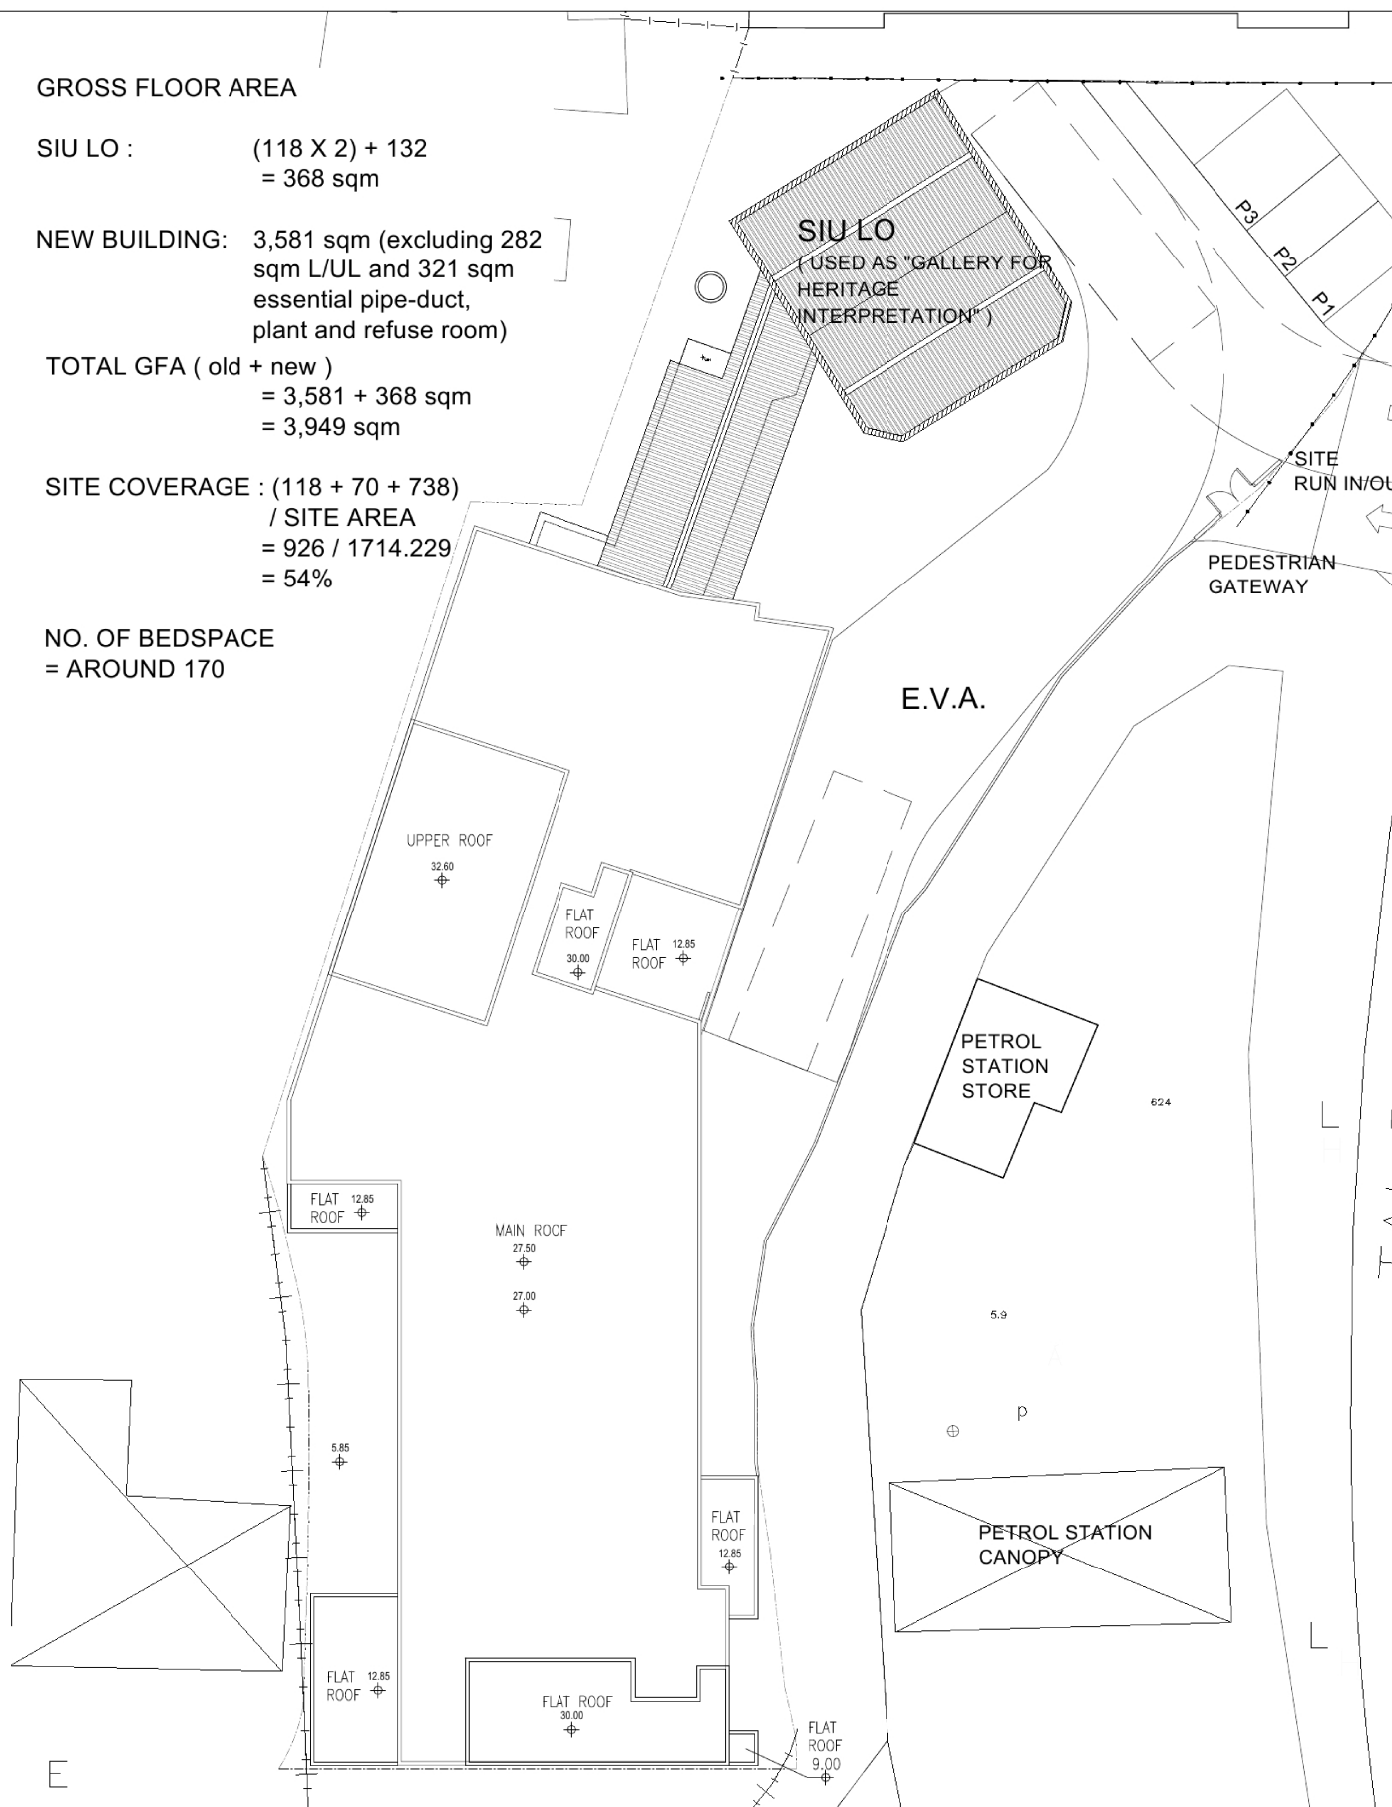 GROSS FLOOR AREA
SIU LO : (118 X 2) + 132
= 368 sqm
NEW BUILDING: 3,581 sqm (excluding 282
sqm L/UL and 321 sqm
essential pipe-duct,
plant and refuse room)
TOTAL GFA ( old + new )
= 3,581 + 368 sqm
= 3,949 sqm
SITE COVERAGE : (118 + 70 + 738)
/ SITE AREA
= 926 / 1714.229
= 54%
NO. OF BEDSPACE
= AROUND 170
SIU LO
( USED AS "GALLERY FOR
HERITAGE
INTERPRETATION" )
P3
P2
P1
SITE
RUN IN/OU
PEDESTRIAN
GATEWAY
E.V.A.
UPPER ROOF
32.60
FLAT
ROOF
30.00
FLAT 12.85
ROOF
PETROL
STATION
STORE
624
L
FLAT 12.85
ROOF
MAIN ROOF
27.50
27.00
5.9
p
5.85
FLAT
ROOF
12.85
PETROL STATION
CANOPY
L
FLAT 12.85
ROOF
FLAT ROOF
30.00
FLAT
ROOF
9.00
E